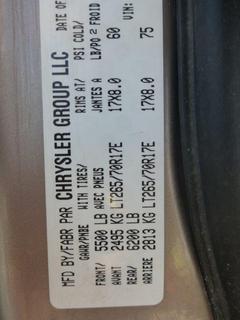 MFD BY/FABR PAR CHRYSLER GROUP LLC DATE OF
GAWR/PNBE WITH TIRES/ RIMS AT/ PSI COLD/
AVEC PNEUS JANTES A LB/PO 2 FROID
FRONT/ 5500 LB
AVANT 2495 KG LT265/70R17E 17X8.0 60
REAR/ 6200 LB VIN:
ARRIERE 2813 KG LT265/70R17E 17X8.0 75